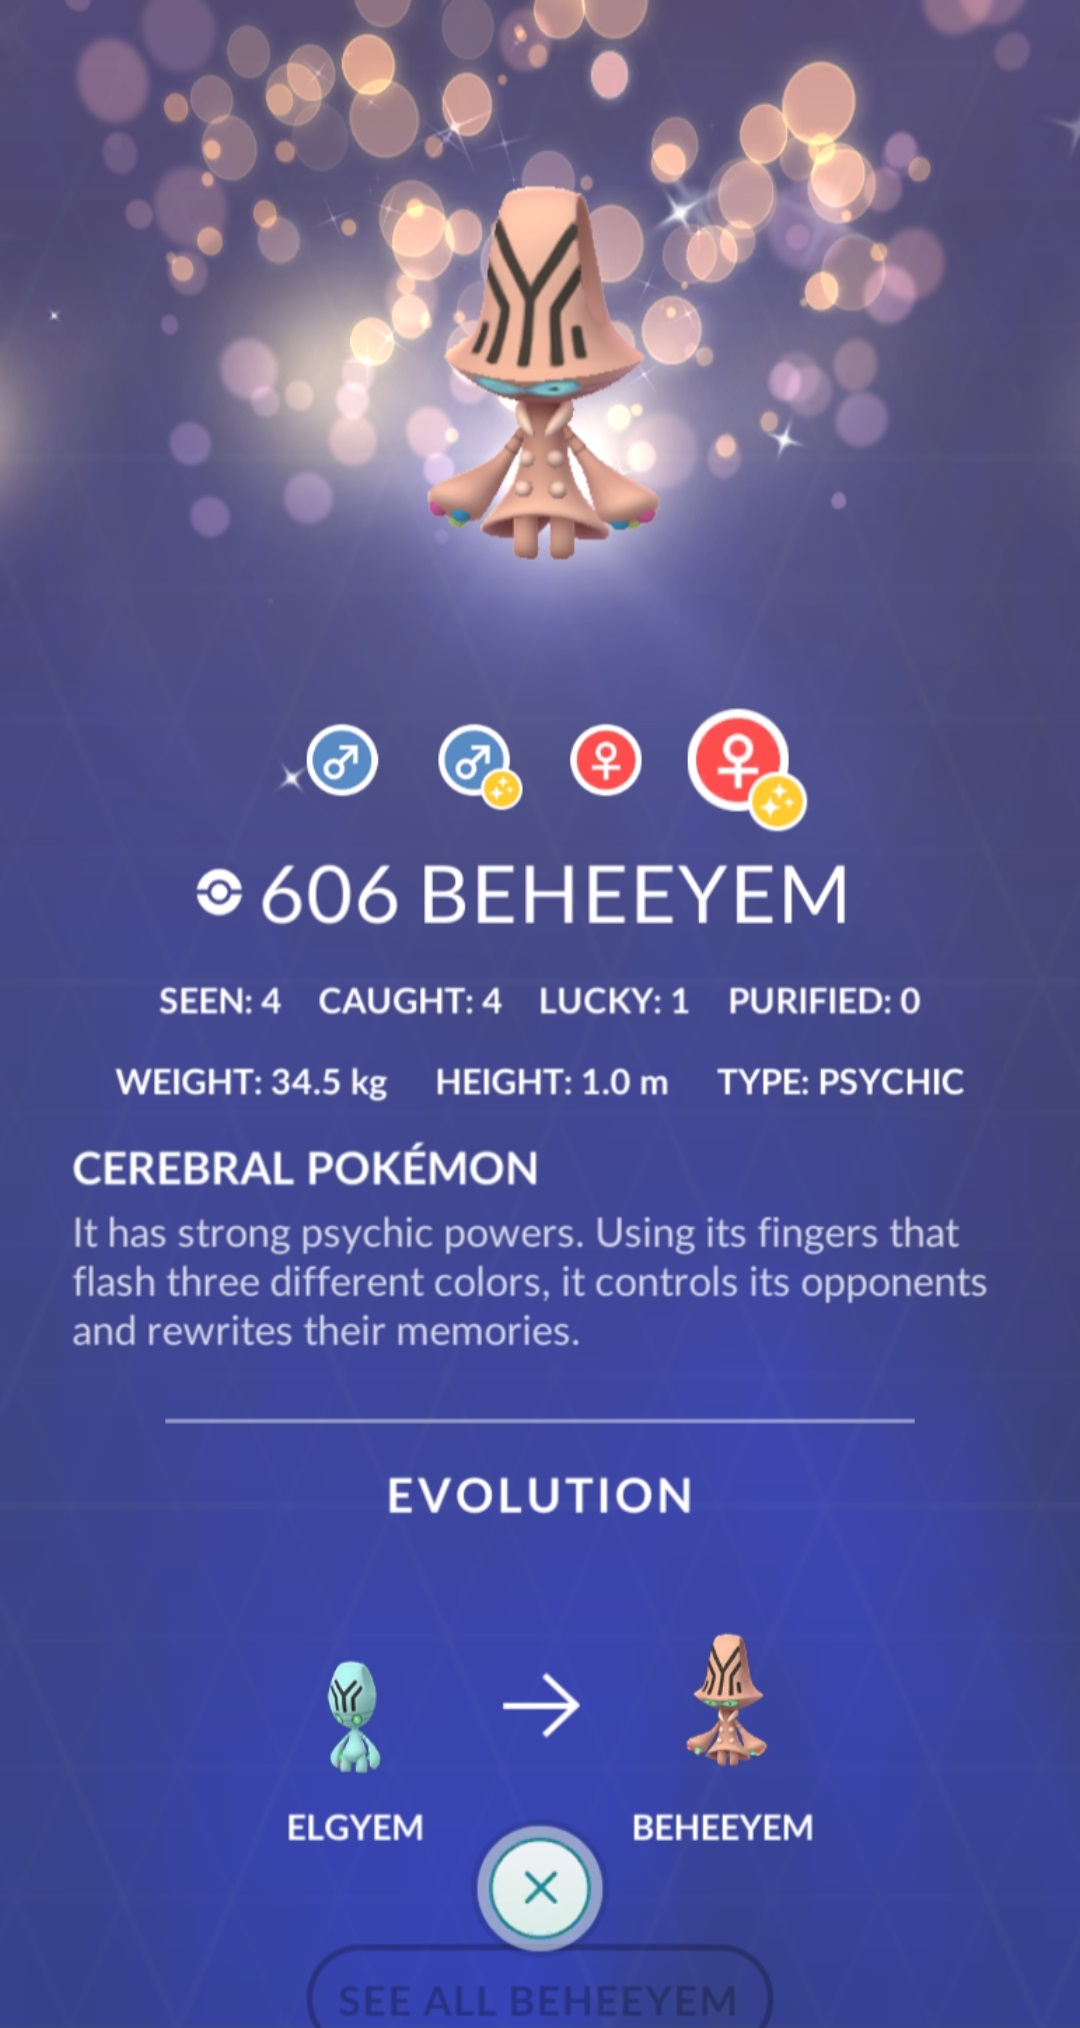 606 BEHEEYEM
SEEN: 4 CAUGHT: 4 LUCKY: 1 PURIFIED: 0
WEIGHT: 34.5 kg HEIGHT: 1.0 m TYPE: PSYCHIC
CEREBRAL POKÉMON
It has strong psychic powers. Using its fingers that
flash three different colors, it controls its opponents
and rewrites their memories.
EVOLUTION
ELGYEM BEHEEYEM
SEE ALL BEHEEYEM